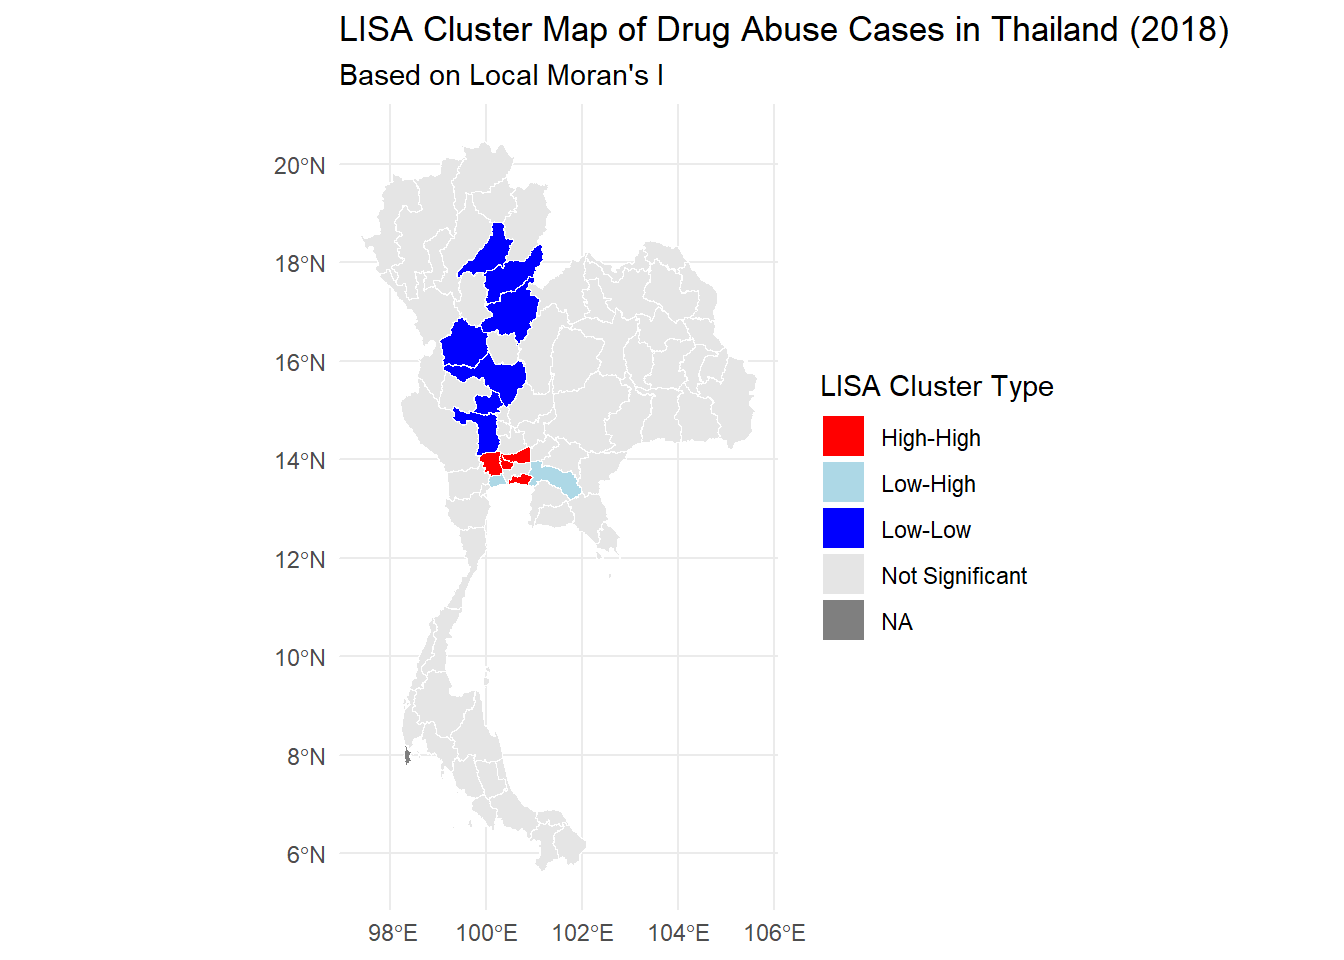 LISA Cluster Map of Drug Abuse Cases in Thailand (2018)
Based on Local Moran's I
20°N
18°N
16°N
14°N
12°N
10°N
8°N
6°N
98°E
100°E
102°E
104°E
106°E
LISA Cluster Type
High-High
Low-High
Low-Low
Not Significant
NA